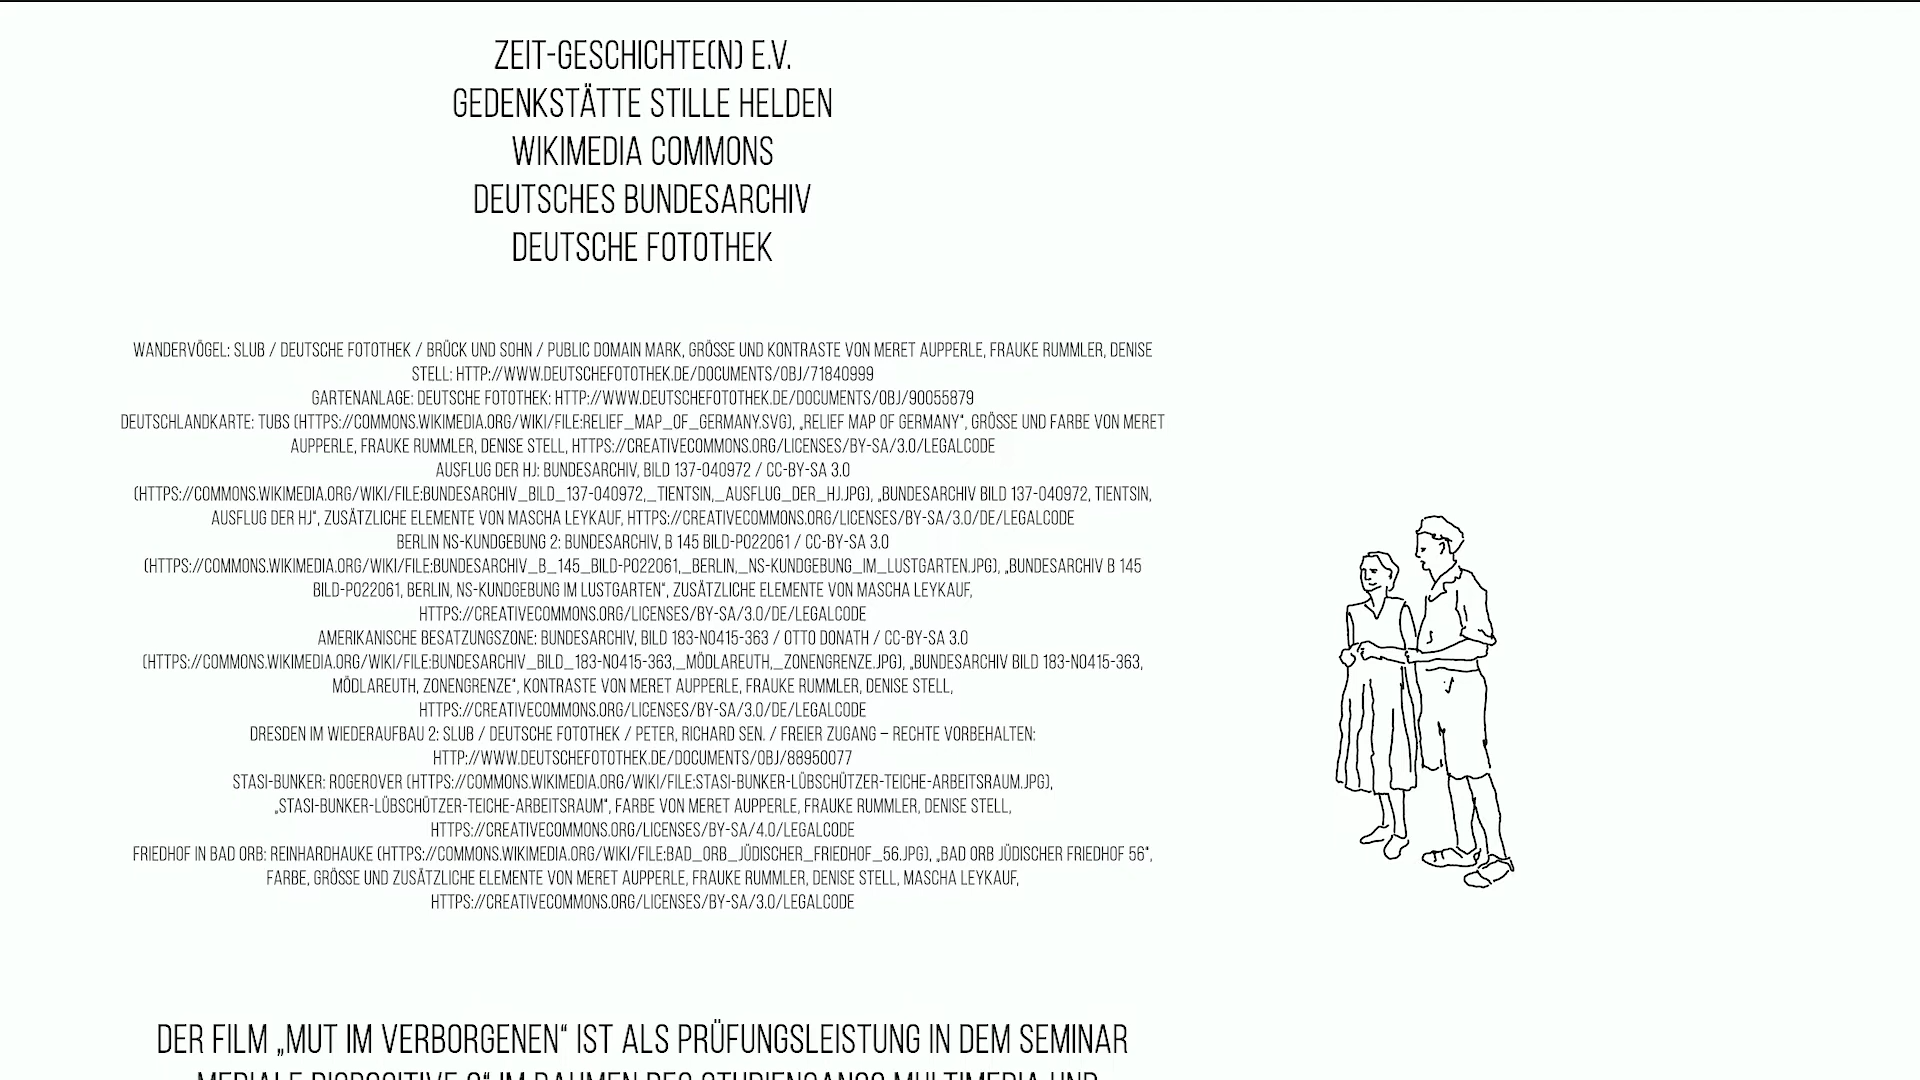 ZEIT-GESCHICHTE(N) E.V.
GEDENKSTÄTTE STILLE HELDEN
WIKIMEDIA COMMONS
DEUTSCHES BUNDESARCHIV
DEUTSCHE FOTOTHEK
WANDERVÖGEL: SLUB / DEUTSCHE FOTOTHEK / BRÜCK UND SOHN / PUBLIC DOMAIN MARK, GRÖSSE UND KONTRASTE VON MERET AUPPERLE, FRAUKE RUMMLER, DENISE
STELL: HTTP://WWW.DEUTSCHEFOTOTHEK.DE/DOCUMENTS/OBJ/71840999
GARTENANLAGE: DEUTSCHE FOTOTHEK: HTTP://WWW.DEUTSCHEFOTOTHEK.DE/DOCUMENTS/OBJ/90055879
DEUTSCHLANDKARTE: TUBS (HTTPS://COMMONS.WIKIMEDIA.ORG/WIKI/FILE:RELIEF_MAP_OF_GERMANY.SVG), „RELIEF MAP OF GERMANY“, GRÖSSE UND FARBE VON MERET
AUPPERLE, FRAUKE RUMMLER, DENISE STELL, HTTPS://CREATIVECOMMONS.ORG/LICENSES/BY-SA/3.0/LEGALCODE
AUSFLUG DER HJ: BUNDESARCHIV, BILD 137-040972 / CC-BY-SA 3.0
(HTTPS://COMMONS.WIKIMEDIA.ORG/WIKI/FILE:BUNDESARCHIV_BILD_137-040972,_TIENTSIN,_AUSFLUG_DER_HJ.JPG), „BUNDESARCHIV BILD 137-040972, TIENTSIN,
AUSFLUG DER HJ“, ZUSÄTZLICHE ELEMENTE VON MASCHA LEYKAUF, HTTPS://CREATIVECOMMONS.ORG/LICENSES/BY-SA/3.0/DE/LEGALCODE
BERLIN NS-KUNDGEBUNG 2: BUNDESARCHIV, B 145 BILD-P022061 / CC-BY-SA 3.0
(HTTPS://COMMONS.WIKIMEDIA.ORG/WIKI/FILE:BUNDESARCHIV_B_145_BILD-P022061,_BERLIN,_NS-KUNDGEBUNG_IM_LUSTGARTEN.JPG), „BUNDESARCHIV B 145
BILD-P022061, BERLIN, NS-KUNDGEBUNG IM LUSTGARTEN“, ZUSÄTZLICHE ELEMENTE VON MASCHA LEYKAUF,
HTTPS://CREATIVECOMMONS.ORG/LICENSES/BY-SA/3.0/DE/LEGALCODE
AMERIKANISCHE BESATZUNGSZONE: BUNDESARCHIV, BILD 183-N0415-363 / OTTO DONATH / CC-BY-SA 3.0
(HTTPS://COMMONS.WIKIMEDIA.ORG/WIKI/FILE:BUNDESARCHIV_BILD_183-N0415-363,_MÖDLAREUTH,_ZONENGRENZE.JPG), „BUNDESARCHIV BILD 183-N0415-363,
MÖDLAREUTH, ZONENGRENZE“, KONTRASTE VON MERET AUPPERLE, FRAUKE RUMMLER, DENISE STELL,
HTTPS://CREATIVECOMMONS.ORG/LICENSES/BY-SA/3.0/DE/LEGALCODE
DRESDEN IM WIEDERAUFBAU 2: SLUB / DEUTSCHE FOTOTHEK / PETER, RICHARD SEN. / FREIER ZUGANG – RECHTE VORBEHALTEN:
HTTP://WWW.DEUTSCHEFOTOTHEK.DE/DOCUMENTS/OBJ/88950077
STASI-BUNKER: ROGEROVER (HTTPS://COMMONS.WIKIMEDIA.ORG/WIKI/FILE:STASI-BUNKER-LÜBSCHÜTZER-TEICHE-ARBEITSRAUM.JPG),
„STASI-BUNKER-LÜBSCHÜTZER-TEICHE-ARBEITSRAUM“, FARBE VON MERET AUPPERLE, FRAUKE RUMMLER, DENISE STELL,
HTTPS://CREATIVECOMMONS.ORG/LICENSES/BY-SA/4.0/LEGALCODE
FRIEDHOF IN BAD ORB: REINHARDHAUKE (HTTPS://COMMONS.WIKIMEDIA.ORG/WIKI/FILE:BAD_ORB_JÜDISCHER_FRIEDHOF_56.JPG), „BAD ORB JÜDISCHER FRIEDHOF 56“,
FARBE, GRÖSSE UND ZUSÄTZLICHE ELEMENTE VON MERET AUPPERLE, FRAUKE RUMMLER, DENISE STELL, MASCHA LEYKAUF,
HTTPS://CREATIVECOMMONS.ORG/LICENSES/BY-SA/3.0/LEGALCODE
DER FILM „MUT IM VERBORGENEN“ IST ALS PRÜFUNGSLEISTUNG IN DEM SEMINAR
MEDIALE DISPOSITIVE 2“ IM RAHMEN DES STUDIENGANGS MULTIMEDIA UND